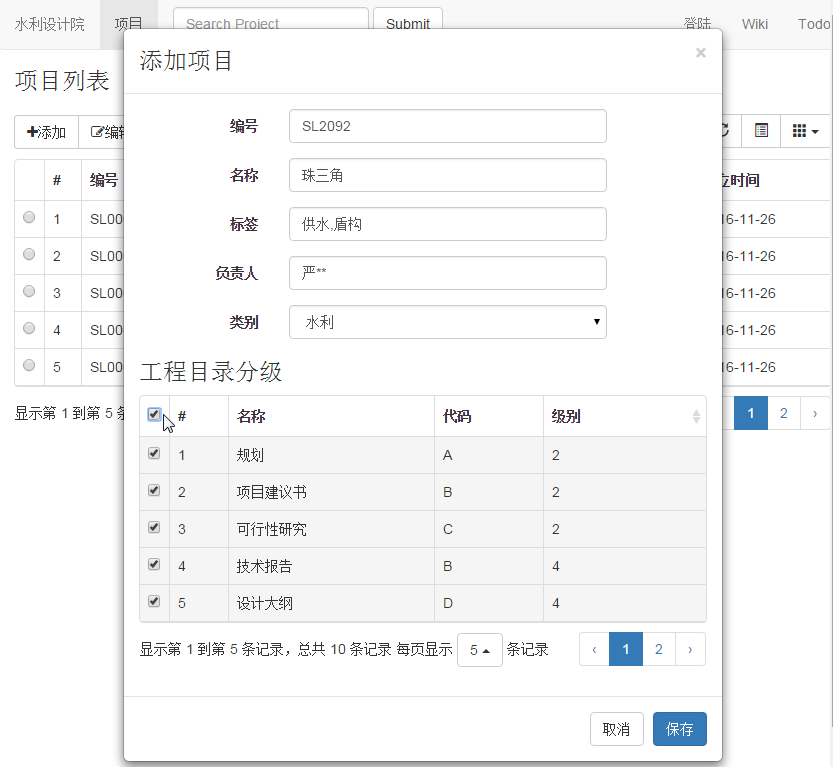 水利设计院 项目 Search Project Submit 登陆 Wiki Todo
项目列表
添加项目 ×
添加 编辑
编号 SL2092
名称 珠三角
标签 供水,盾构
负责人 严**
类别 水利
# 编号 立时间
1 SL00 16-11-26
2 SL00 16-11-26
3 SL00 16-11-26
4 SL00 16-11-26
5 SL00 16-11-26
显示第 1 到第 5 条 1 2 ›
工程目录分级
# 名称 代码 级别
1 规划 A 2
2 项目建议书 B 2
3 可行性研究 C 2
4 技术报告 B 4
5 设计大纲 D 4
显示第 1 到第 5 条记录，总共 10 条记录 每页显示 5 条记录 ‹ 1 2 ›
取消 保存